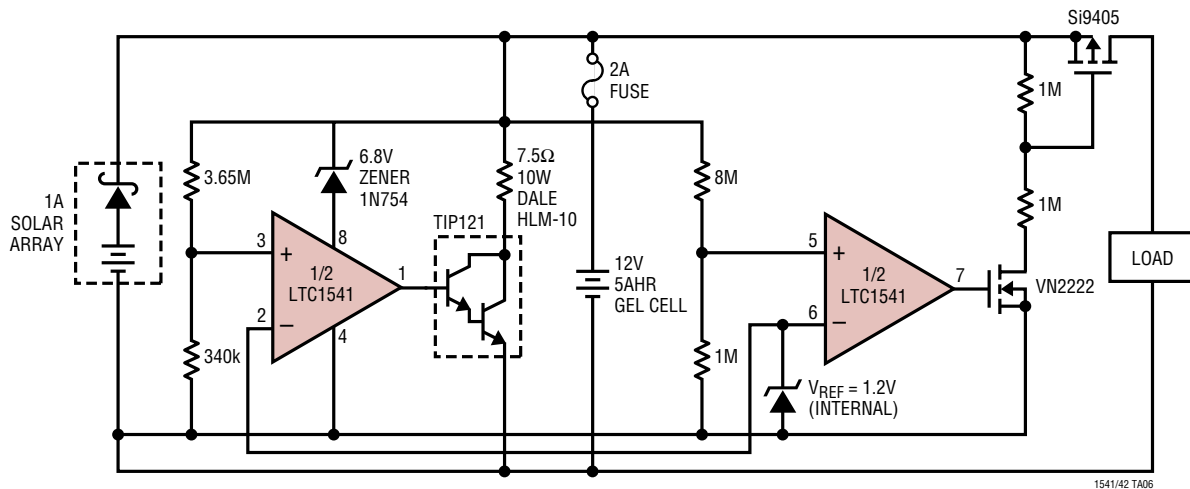 Si9405
2A
FUSE
1M
3.65M
6.8V
ZENER
1N754
7.5Ω
10W
DALE
HLM-10
8M
1A
SOLAR
ARRAY
TIP121
1M
3
+
8
1/2
LTC1541
1
2
–
4
12V
5AHR
GEL CELL
5
+
1/2
LTC1541
7
6
–
VN2222
LOAD
340k
1M
VREF = 1.2V
(INTERNAL)
1541/42 TA06